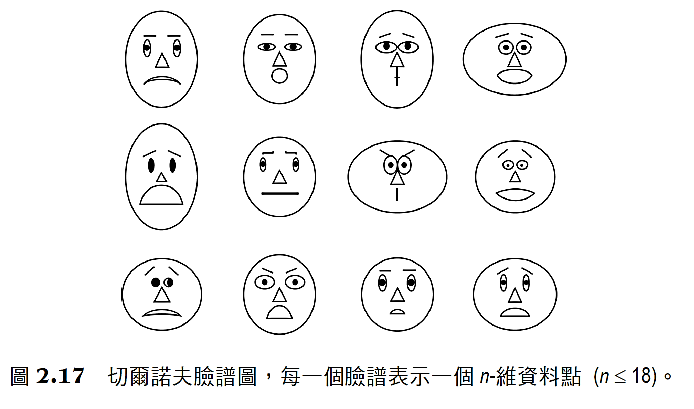 圖 2.17 切爾諾夫臉譜圖，每一個臉譜表示一個 n-維資料點 (n ≤ 18)。